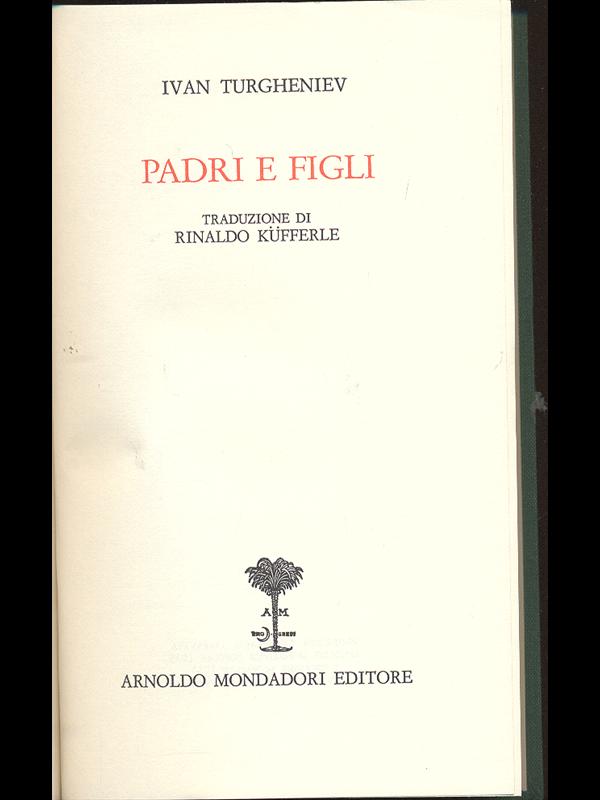 IVAN TURGHENIEV
PADRI E FIGLI
TRADUZIONE DI
RINALDO KÜFFERLE
A M
ARNOLDO MONDADORI EDITORE